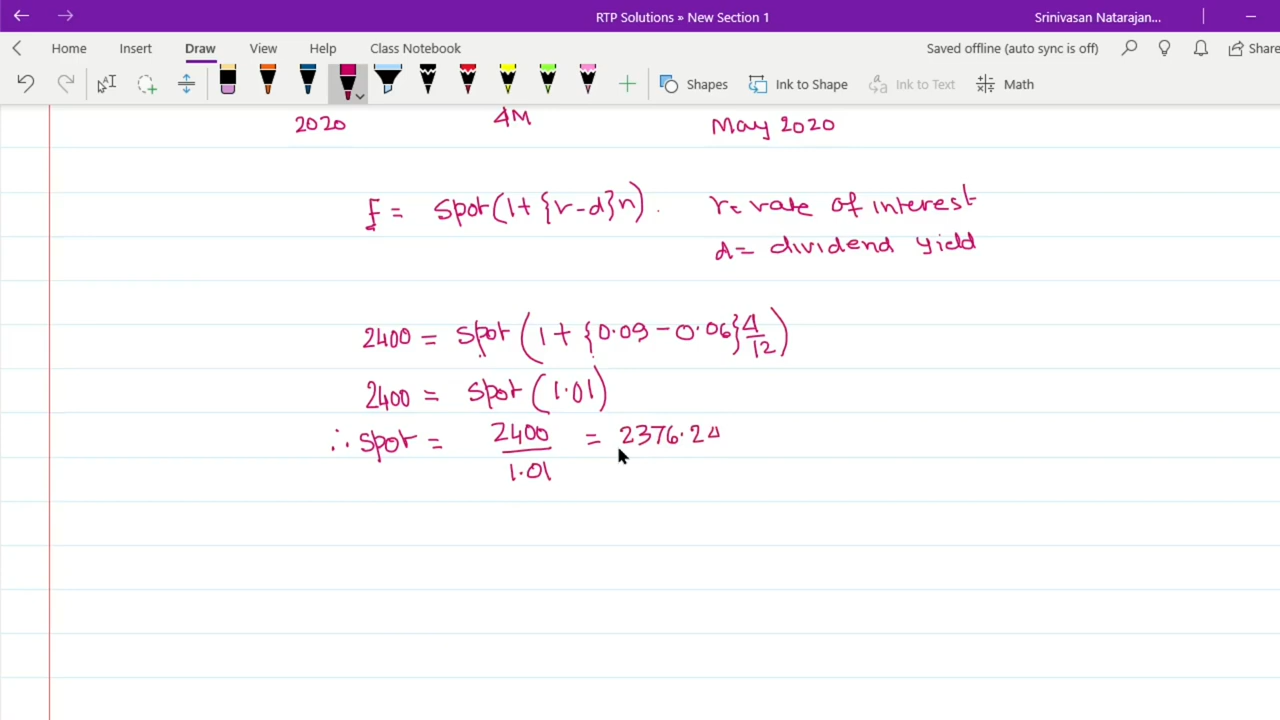 RTP Solutions » New Section 1 Srinivasan Natarajan...
Home Insert Draw View Help Class Notebook Saved offline (auto sync is off) Share
Shapes Ink to Shape Ink to Text Math
2020 4M May 2020
F = spot(1+{r-d}n). r = rate of interest
d = dividend yield
2400 = spot(1+{0.09-0.06}4/12)
2400 = spot(1.01)
∴ spot = 2400/1.01 = 2376.24